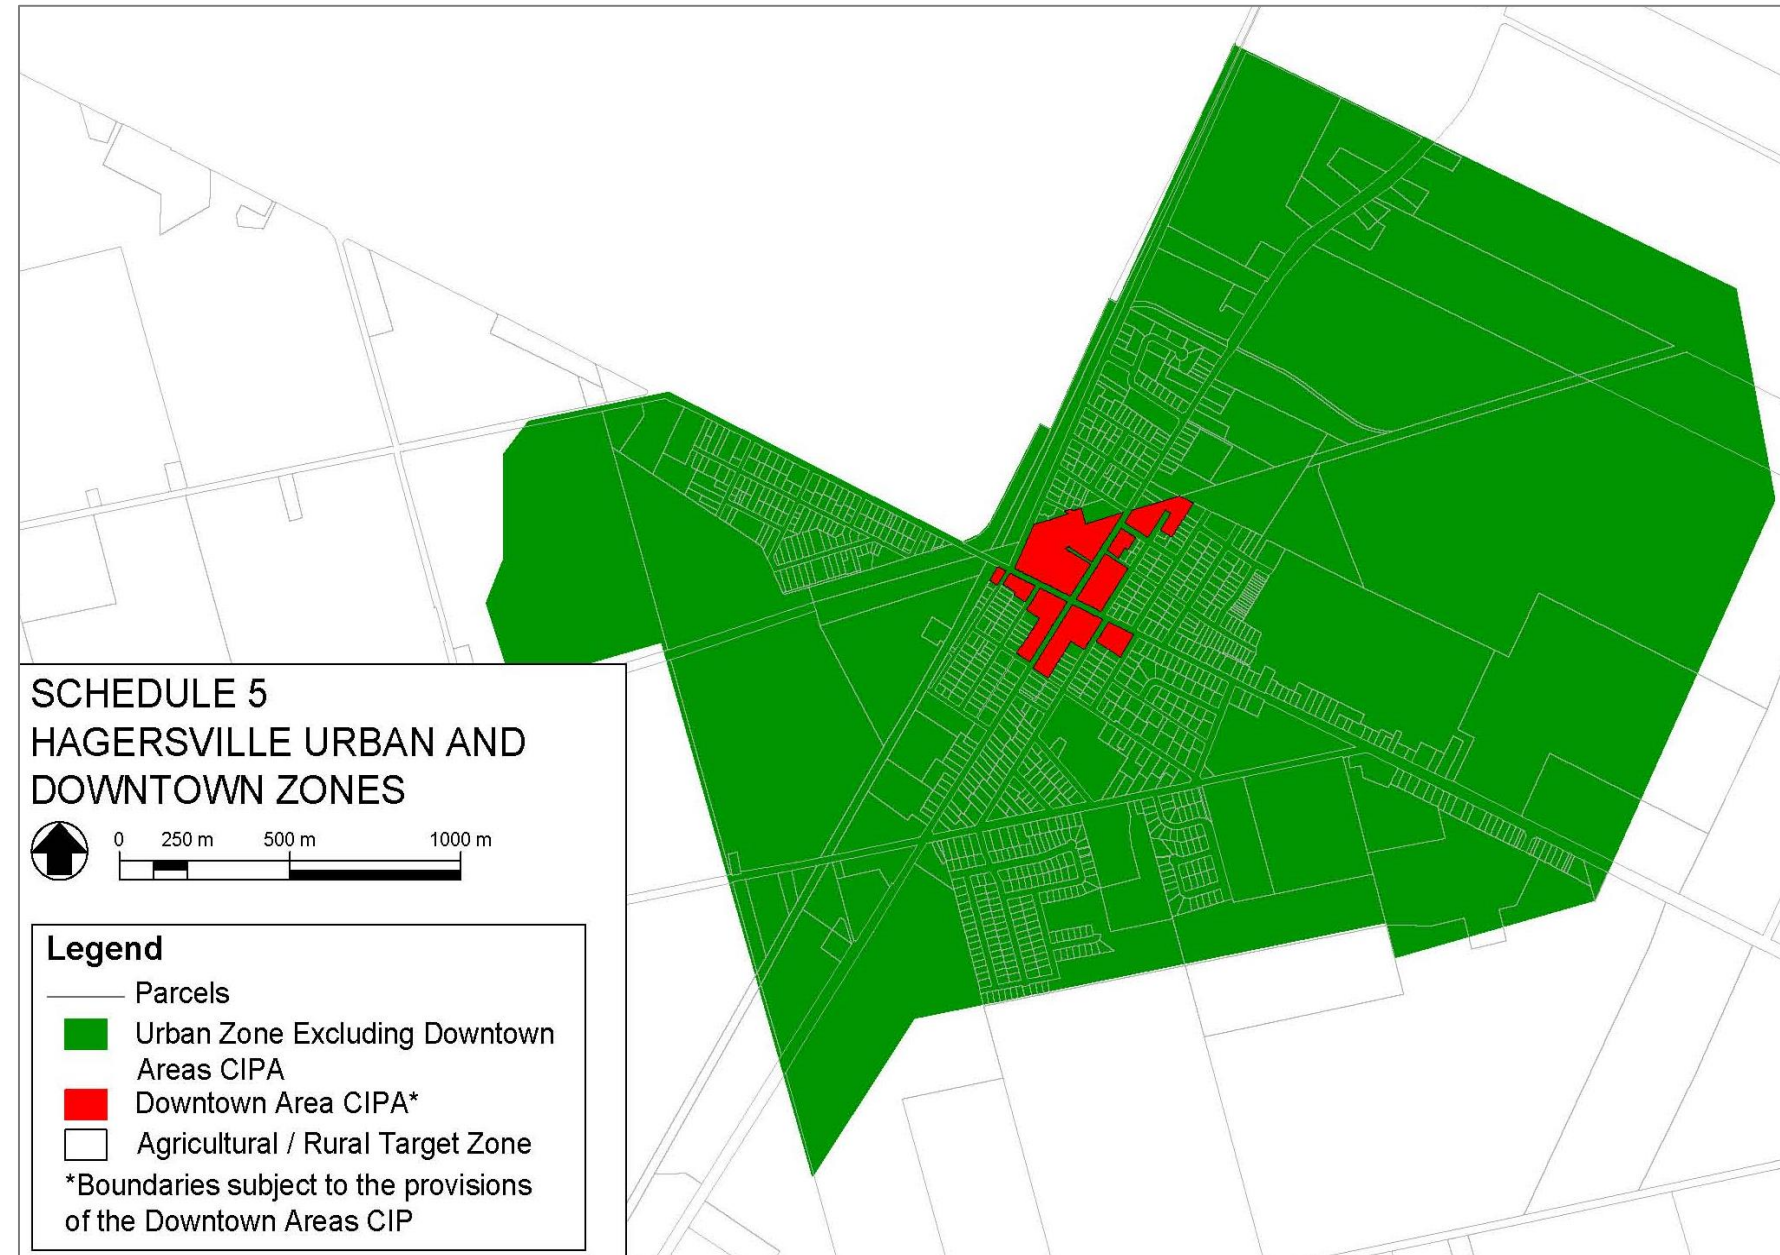 SCHEDULE 5
HAGERSVILLE URBAN AND
DOWNTOWN ZONES
0 250 m 500 m 1000 m
Legend
Parcels
Urban Zone Excluding Downtown
Areas CIPA
Downtown Area CIPA*
Agricultural / Rural Target Zone
*Boundaries subject to the provisions
of the Downtown Areas CIP